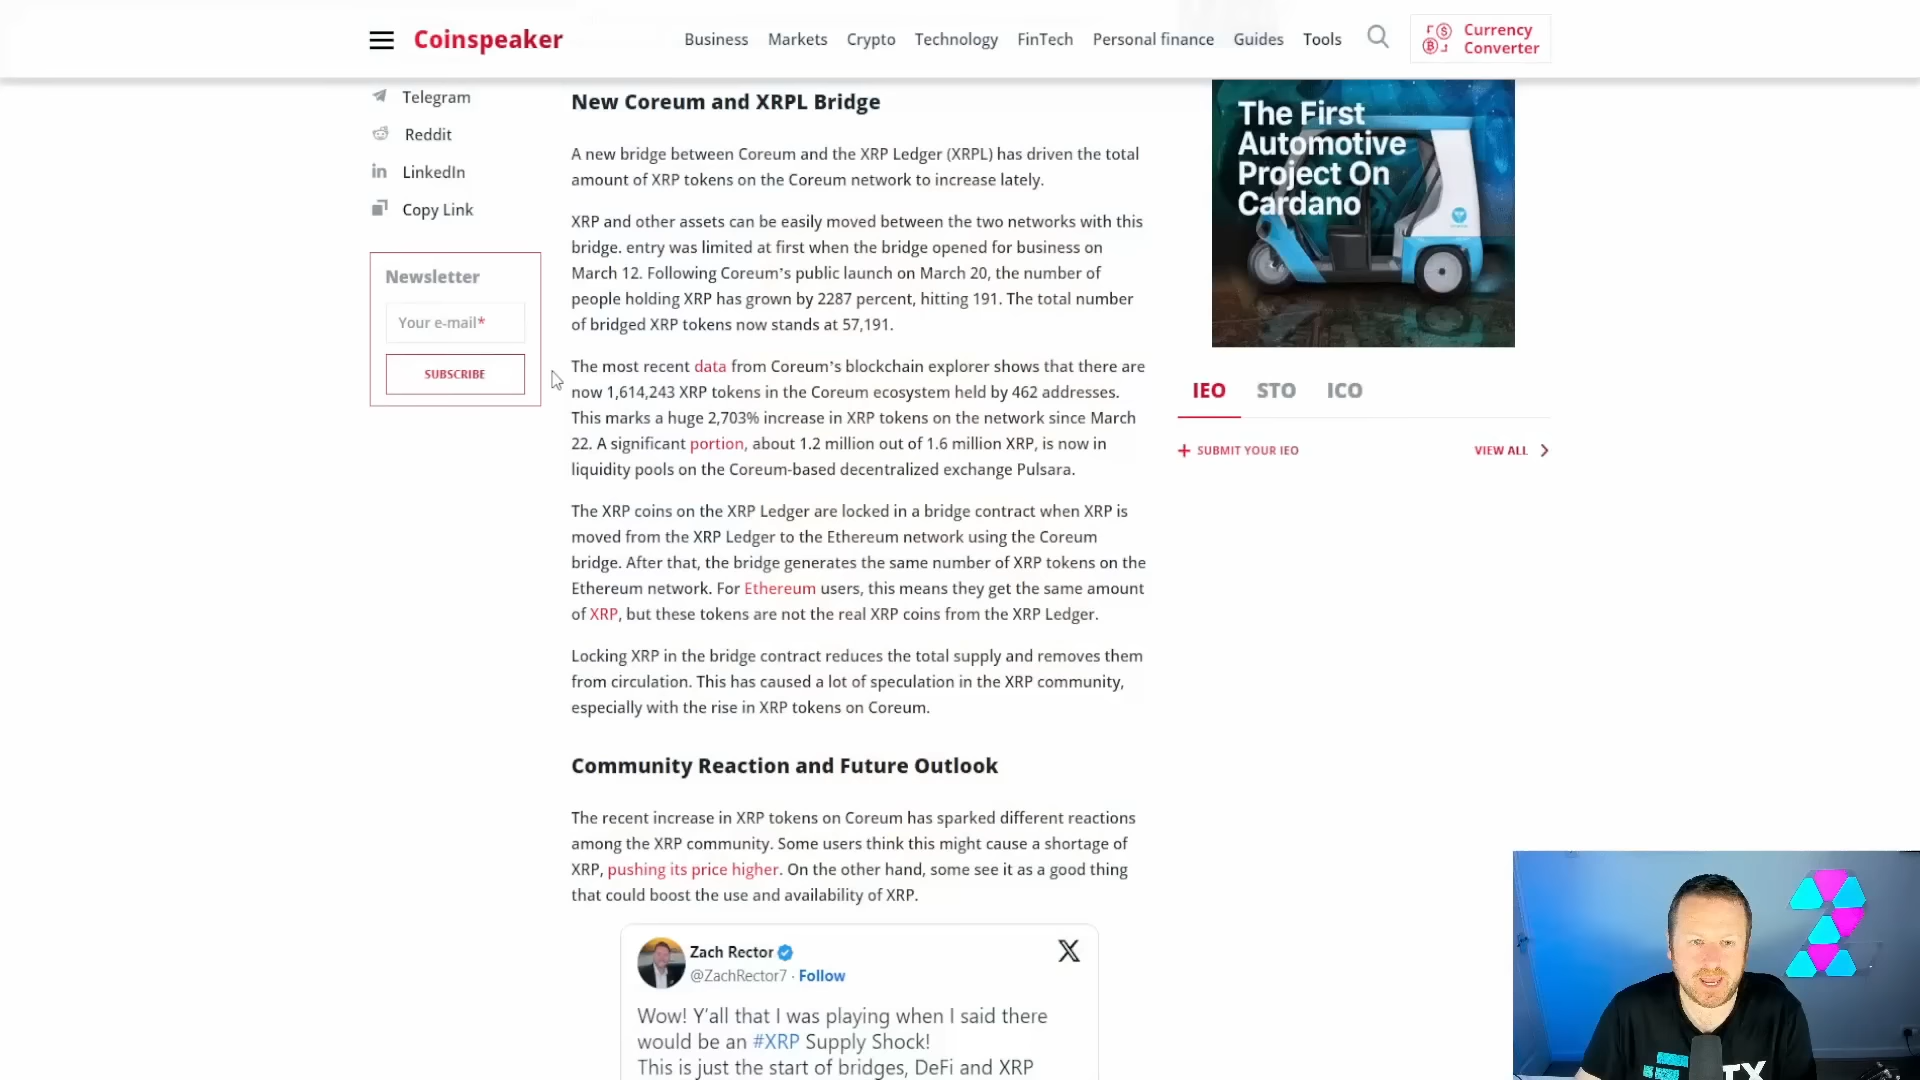 Coinspeaker
Business Markets Crypto Technology FinTech Personal finance Guides Tools
Currency
Converter
Telegram
Reddit
LinkedIn
Copy Link
Newsletter
Your e-mail*
SUBSCRIBE
New Coreum and XRPL Bridge
A new bridge between Coreum and the XRP Ledger (XRPL) has driven the total
amount of XRP tokens on the Coreum network to increase lately.
XRP and other assets can be easily moved between the two networks with this
bridge. entry was limited at first when the bridge opened for business on
March 12. Following Coreum’s public launch on March 20, the number of
people holding XRP has grown by 2287 percent, hitting 191. The total number
of bridged XRP tokens now stands at 57,191.
The most recent data from Coreum’s blockchain explorer shows that there are
now 1,614,243 XRP tokens in the Coreum ecosystem held by 462 addresses.
This marks a huge 2,703% increase in XRP tokens on the network since March
22. A significant portion, about 1.2 million out of 1.6 million XRP, is now in
liquidity pools on the Coreum-based decentralized exchange Pulsara.
The XRP coins on the XRP Ledger are locked in a bridge contract when XRP is
moved from the XRP Ledger to the Ethereum network using the Coreum
bridge. After that, the bridge generates the same number of XRP tokens on the
Ethereum network. For Ethereum users, this means they get the same amount
of XRP, but these tokens are not the real XRP coins from the XRP Ledger.
Locking XRP in the bridge contract reduces the total supply and removes them
from circulation. This has caused a lot of speculation in the XRP community,
especially with the rise in XRP tokens on Coreum.
Community Reaction and Future Outlook
The recent increase in XRP tokens on Coreum has sparked different reactions
among the XRP community. Some users think this might cause a shortage of
XRP, pushing its price higher. On the other hand, some see it as a good thing
that could boost the use and availability of XRP.
Zach Rector
@ZachRector7 · Follow
Wow! Y'all that I was playing when I said there
would be an #XRP Supply Shock!
This is just the start of bridges, DeFi and XRP
The First
Automotive
Project On
Cardano
IEO STO ICO
+ SUBMIT YOUR IEO
VIEW ALL
TX